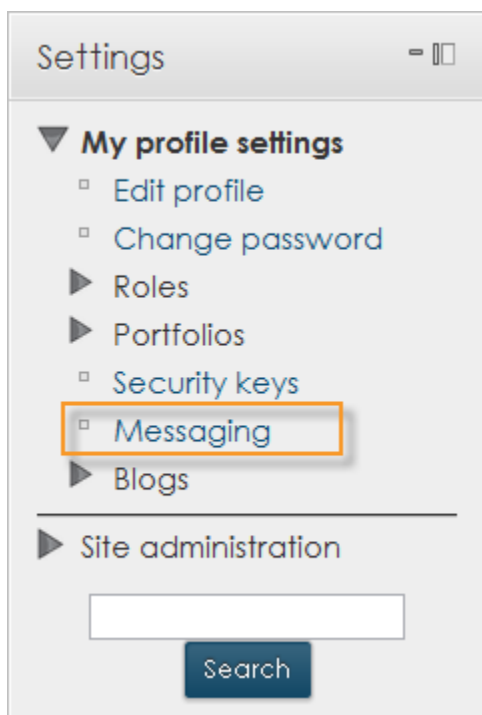 Settings
My profile settings
Edit profile
Change password
Roles
Portfolios
Security keys
Messaging
Blogs
Site administration
Search